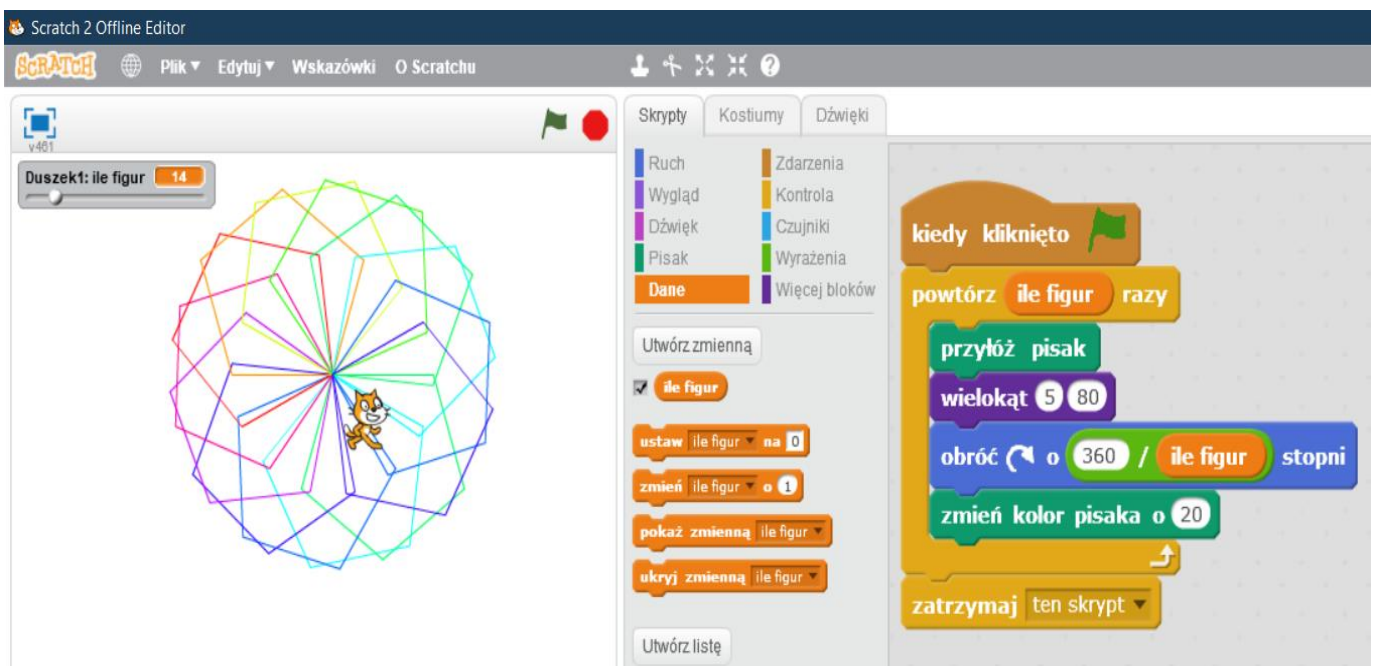 Scratch 2 Offline Editor
SCRATCH Plik Edytuj Wskazówki O Scratchu
v461
Duszek1: ile figur 14
Skrypty Kostiumy Dźwięki
Ruch Zdarzenia
Wygląd Kontrola
Dźwięk Czujniki
Pisak Wyrażenia
Dane Więcej bloków
Utwórz zmienną
ile figur
ustaw ile figur na 0
zmień ile figur o 1
pokaż zmienną ile figur
ukryj zmienną ile figur
Utwórz listę
kiedy kliknięto
powtórz ile figur razy
przyłóż pisak
wielokąt 5 80
obróć o 360 / ile figur stopni
zmień kolor pisaka o 20
zatrzymaj ten skrypt